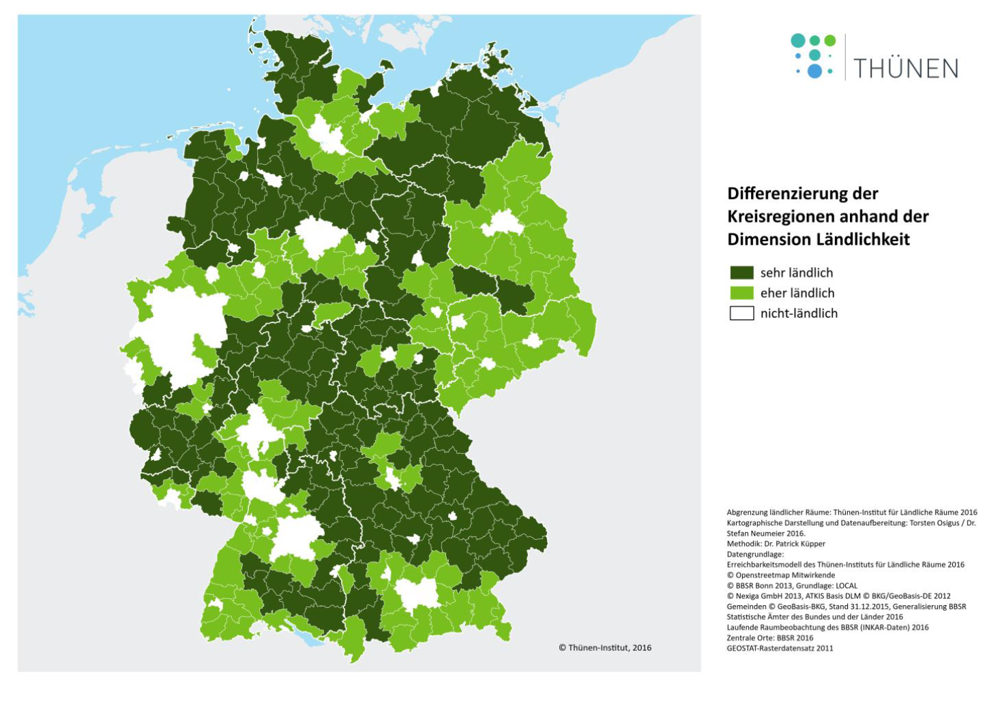 THÜNEN
Differenzierung der
Kreisregionen anhand der
Dimension Ländlichkeit
sehr ländlich
eher ländlich
nicht-ländlich
Abgrenzung ländlicher Räume: Thünen-Institut für Ländliche Räume 2016
Kartographische Darstellung und Datenaufbereitung: Torsten Osigus / Dr.
Stefan Neumeier 2016.
Methodik: Dr. Patrick Küpper
Datengrundlage:
Erreichbarkeitsmodell des Thünen-Instituts für Ländliche Räume 2016
© Openstreetmap Mitwirkende
© BBSR Bonn 2013, Grundlage: LOCAL
© Nexiga GmbH 2013, ATKIS Basis DLM © BKG/GeoBasis-DE 2012
Gemeinden © GeoBasis-BKG, Stand 31.12.2015, Generalisierung BBSR
Statistische Ämter des Bundes und der Länder 2016
Laufende Raumbeobachtung des BBSR (INKAR-Daten) 2016
Zentrale Orte: BBSR 2016
GEOSTAT-Rasterdatensatz 2011
© Thünen-Institut, 2016